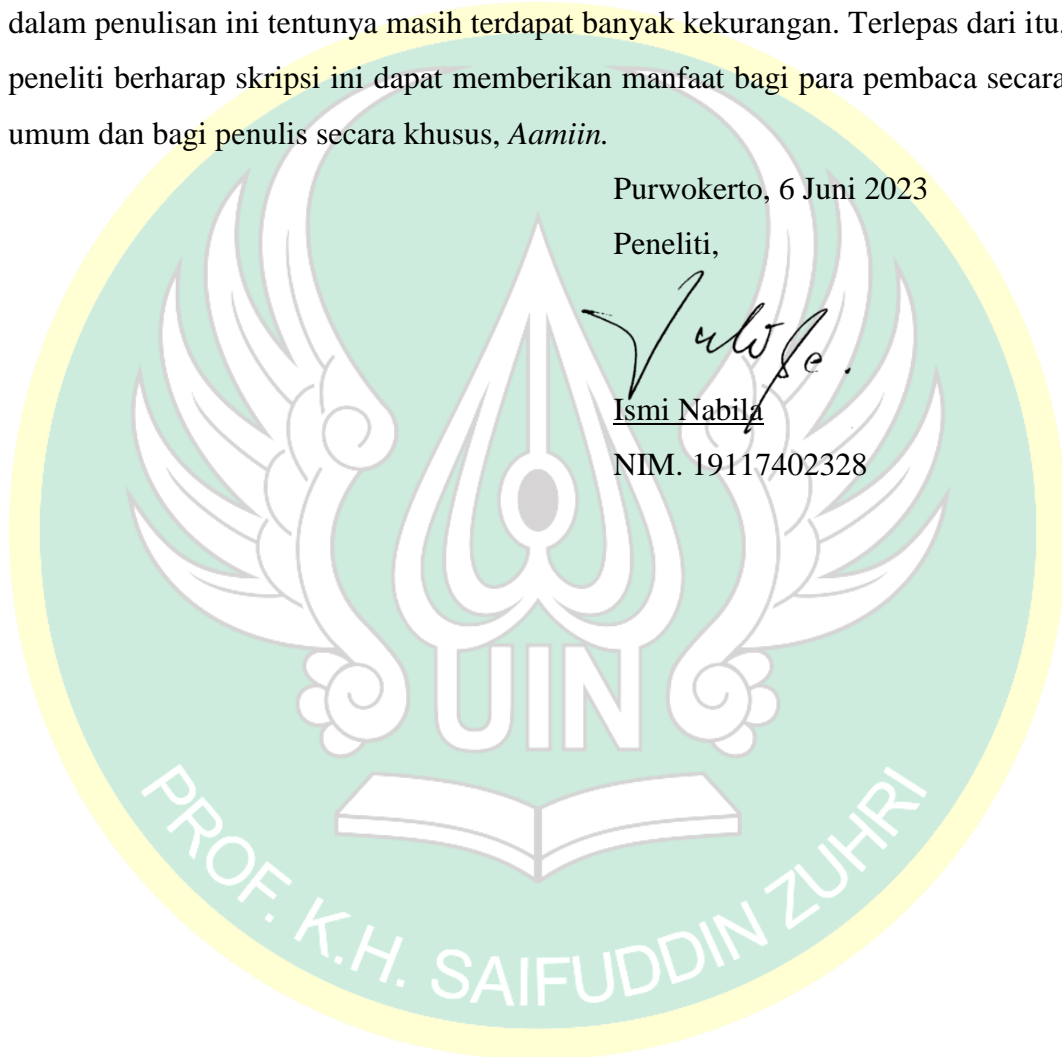 dalam penulisan ini tentunya masih terdapat banyak kekurangan. Terlepas dari itu,
peneliti berharap skripsi ini dapat memberikan manfaat bagi para pembaca secara
umum dan bagi penulis secara khusus, Aamiin.
Purwokerto, 6 Juni 2023
Peneliti,
Ismi Nabila
NIM. 19117402328
UIN
PROF. K.H. SAIFUDDIN ZUHRI